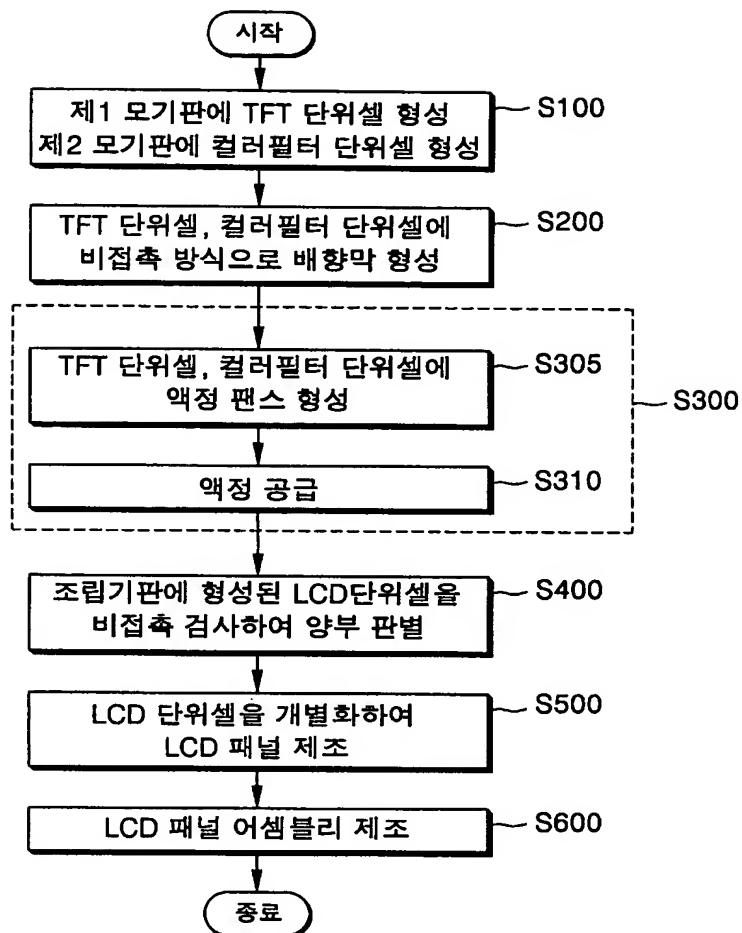 시작
제1 모기판에 TFT 단위셀 형성
제2 모기판에 컬러필터 단위셀 형성
S100
TFT 단위셀, 컬러필터 단위셀에
비접촉 방식으로 배향막 형성
S200
TFT 단위셀, 컬러필터 단위셀에
액정 팬스 형성
S305
S300
액정 공급
S310
조립기판에 형성된 LCD단위셀을
비접촉 검사하여 양부 판별
S400
LCD 단위셀을 개별화하여
LCD 패널 제조
S500
LCD 패널 어셈블리 제조
S600
종료